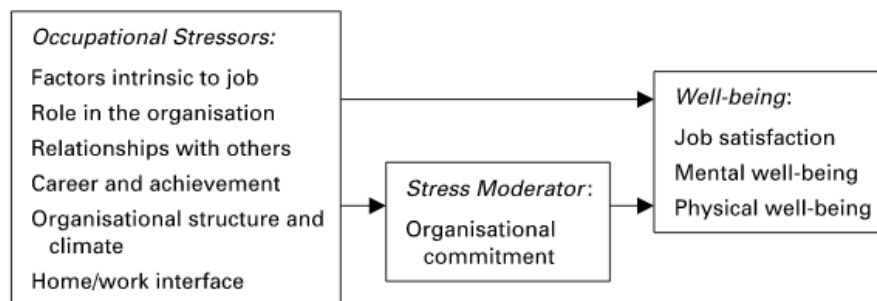 Occupational Stressors:
Factors intrinsic to job
Role in the organisation
Relationships with others
Career and achievement
Organisational structure and
climate
Home/work interface
Stress Moderator:
Organisational
commitment
Well-being:
Job satisfaction
Mental well-being
Physical well-being